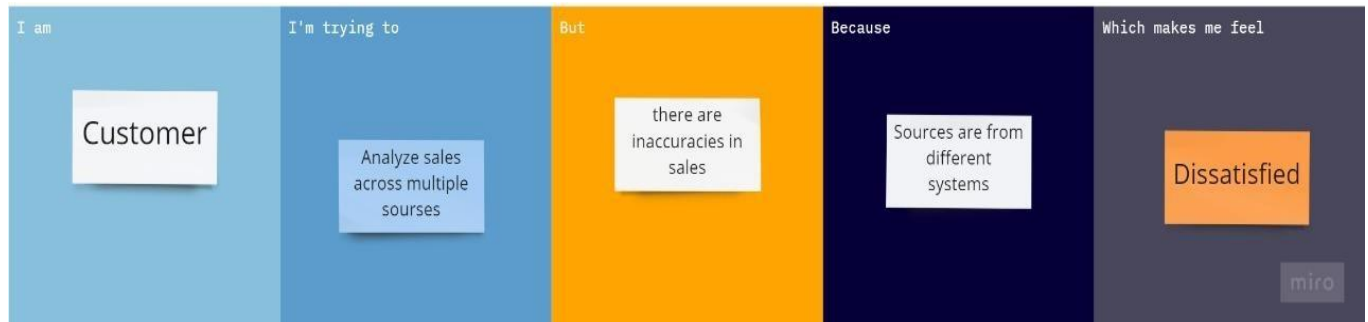 I am
Customer
I'm trying to
Analyze sales
across multiple
sourses
But
there are
inaccuracies in
sales
Because
Sources are from
different
systems
Which makes me feel
Dissatisfied
miro